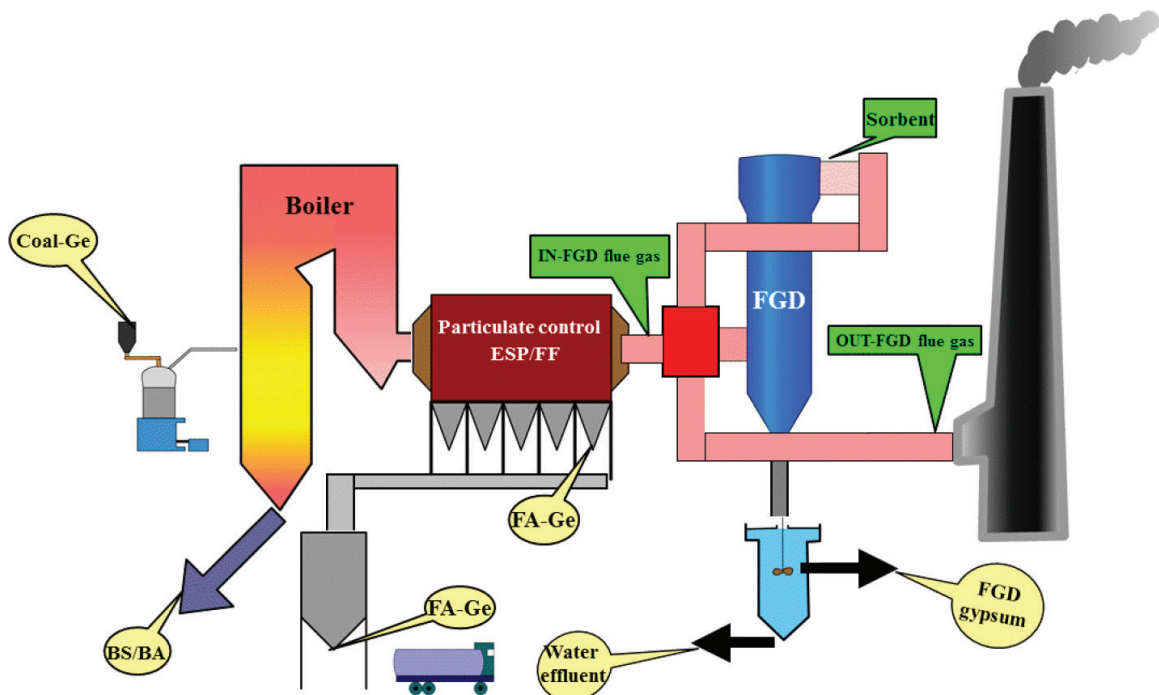 Sorbent
Boiler
Coal-Ge
IN-FGD flue gas
FGD
Particulate control
ESP/FF
OUT-FGD flue gas
FA-Ge
FA-Ge
FGD
gypsum
BS/BA
Water
effluent